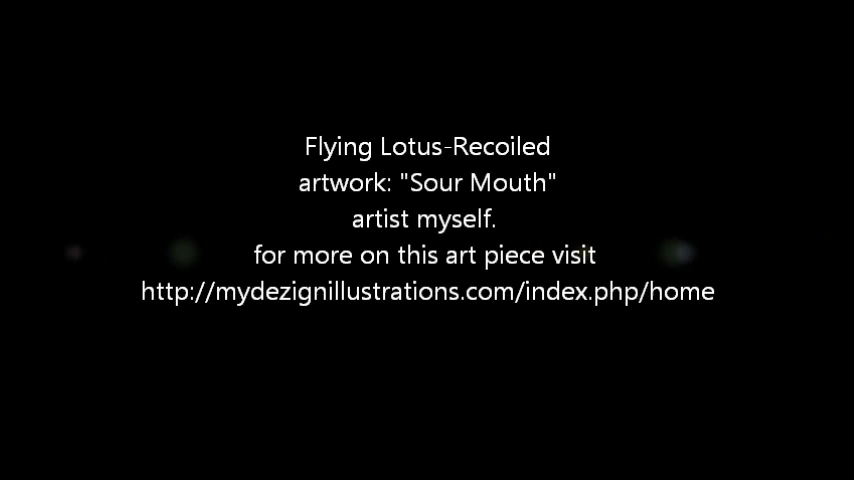 Flying Lotus-Recoiled
artwork: "Sour Mouth"
artist myself.
for more on this art piece visit
http://mydezignillustrations.com/index.php/home